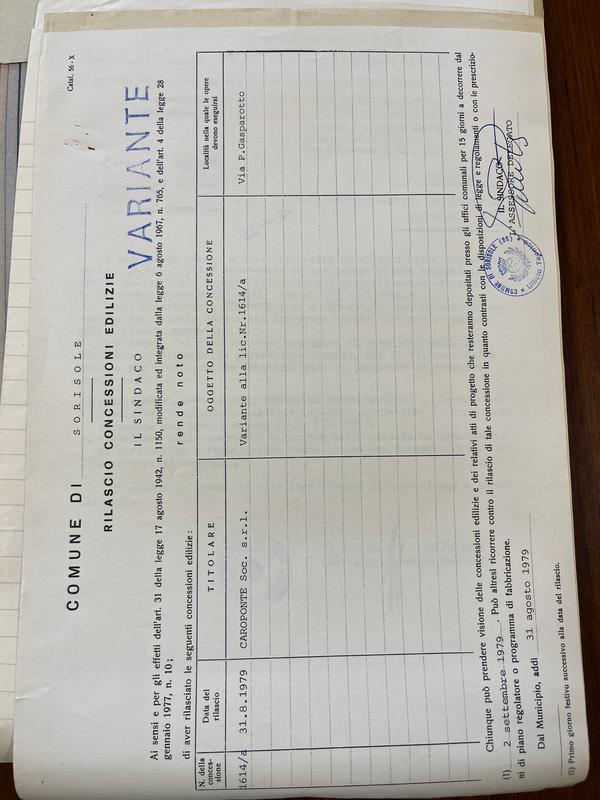 Catal. 56 - X
COMUNE DI SORISOLE
RILASCIO CONCESSIONI EDILIZIE
VARIANTE
IL SINDACO
Ai sensi e per gli effetti dell'art. 31 della legge 17 agosto 1942, n. 1150, modificata ed integrata dalla legge 6 agosto 1967, n. 765, e dell'art. 4 della legge 28
gennaio 1977, n. 10;
rende noto
di aver rilasciato le seguenti concessioni edilizie:
N. della conces- sione | Data del rilascio | TITOLARE | OGGETTO DELLA CONCESSIONE | Località nella quale le opere devono eseguirsi
1614/a | 31.8.1979 | CAROPONTE Soc. s.r.l. | Variante alla lic.Nr.1614/a | Via P.Gasparotto
Chiunque può prendere visione delle concessioni edilizie e dei relativi atti di progetto che resteranno depositati presso gli uffici comunali per 15 giorni a decorrere dal
(1) 2 settembre 1979. Può altresì ricorrere contro il rilascio di tale concessione in quanto contrasti con le disposizioni di legge e regolamenti o con le prescrizio-
ni di piano regolatore o programma di fabbricazione.
Dal Municipio, addì 31 agosto 1979
IL SINDACO
L'ASSESSORE DELEGATO
COMUNE DI SORISOLE (BG)
Ufficio
(1) Primo giorno festivo successivo alla data del rilascio.